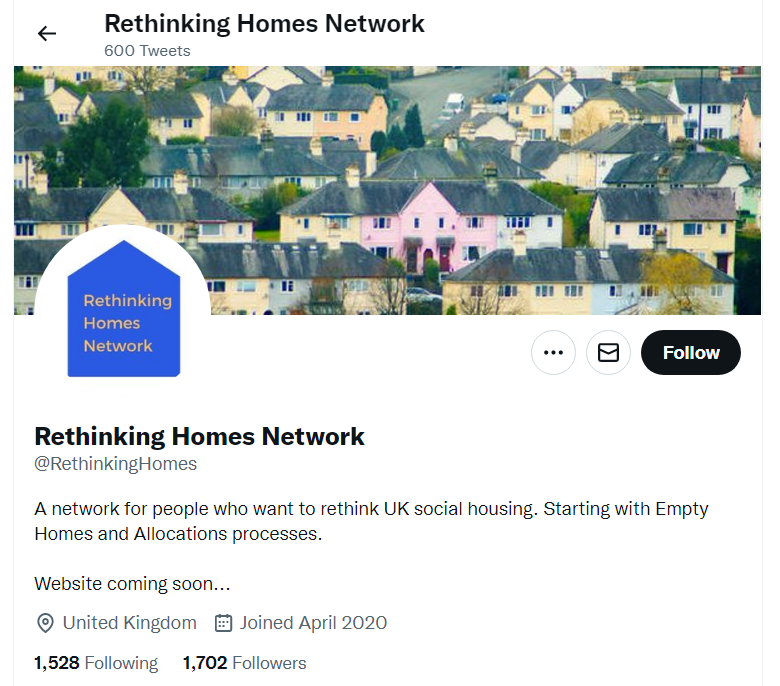 Rethinking Homes Network
600 Tweets
Rethinking
Homes
Network
Follow
Rethinking Homes Network
@RethinkingHomes
A network for people who want to rethink UK social housing. Starting with Empty
Homes and Allocations processes.
Website coming soon...
United Kingdom Joined April 2020
1,528 Following 1,702 Followers